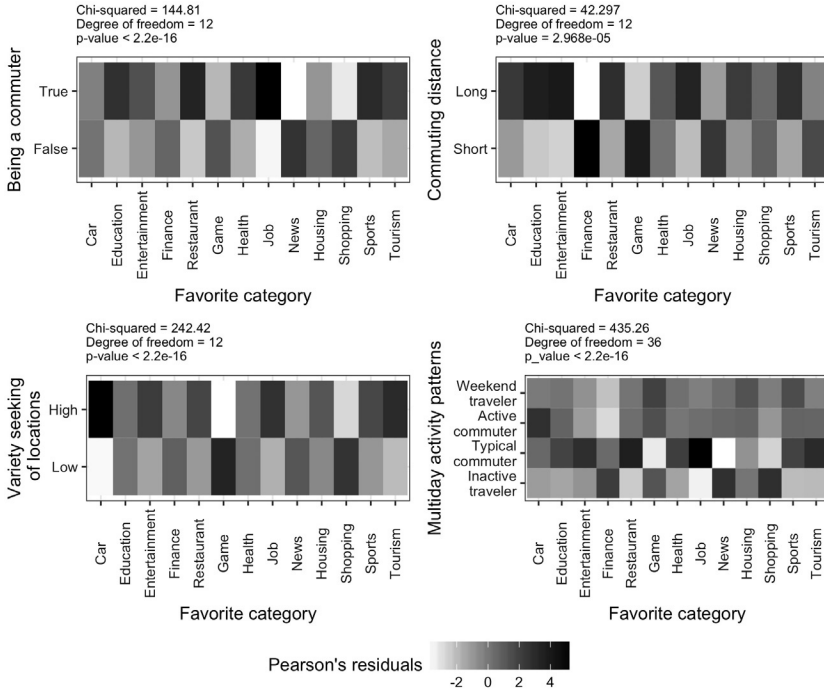 Chi-squared = 144.81
Degree of freedom = 12
p-value < 2.2e-16
Being a commuter
True
False
Car
Education
Entertainment
Finance
Restaurant
Game
Health
Job
News
Housing
Shopping
Sports
Tourism
Favorite category
Chi-squared = 42.297
Degree of freedom = 12
p-value = 2.968e-05
Commuting distance
Long
Short
Car
Education
Entertainment
Finance
Restaurant
Game
Health
Job
News
Housing
Shopping
Sports
Tourism
Favorite category
Chi-squared = 242.42
Degree of freedom = 12
p-value < 2.2e-16
Variety seeking
of locations
High
Low
Car
Education
Entertainment
Finance
Restaurant
Game
Health
Job
News
Housing
Shopping
Sports
Tourism
Favorite category
Chi-squared = 435.26
Degree of freedom = 36
p_value < 2.2e-16
Multiday activity patterns
Weekend
traveler
Active
commuter
Typical
commuter
Inactive
traveler
Car
Education
Entertainment
Finance
Restaurant
Game
Health
Job
News
Housing
Shopping
Sports
Tourism
Favorite category
Pearson's residuals
-2 0 2 4